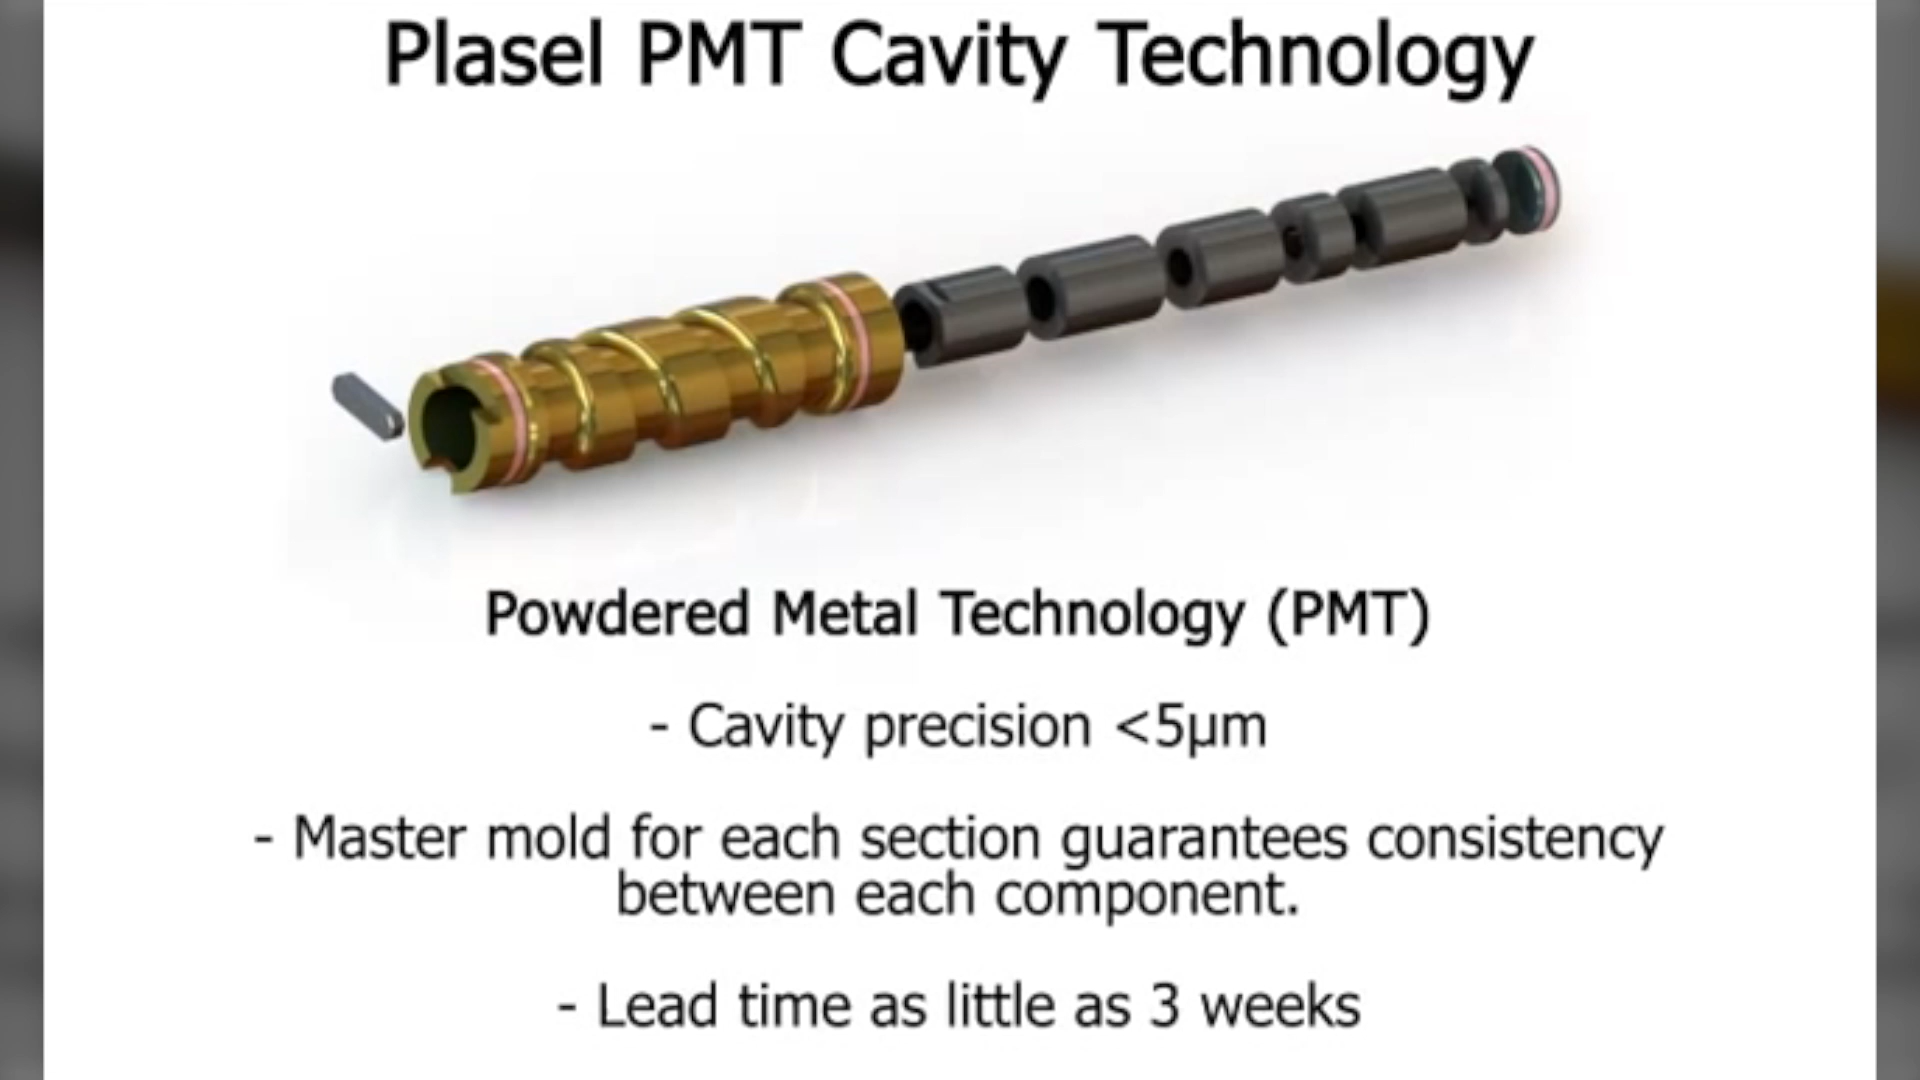 Plasel PMT Cavity Technology
Powdered Metal Technology (PMT)
- Cavity precision <5µm
- Master mold for each section guarantees consistency
between each component.
- Lead time as little as 3 weeks